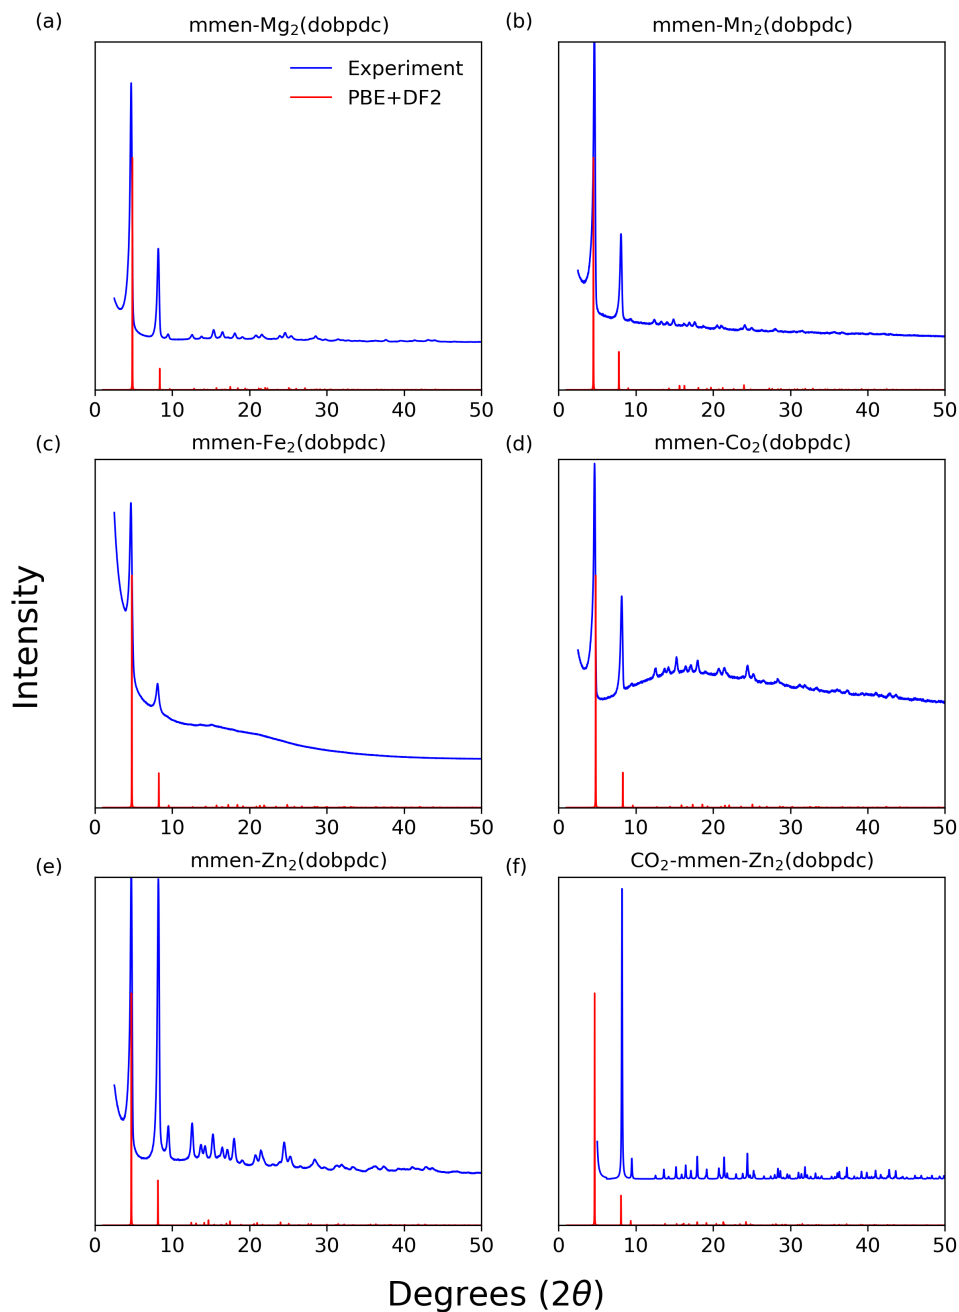 (a) mmen-Mg₂(dobpdc)
Experiment
PBE+DF2
0 10 20 30 40 50
(b) mmen-Mn₂(dobpdc)
0 10 20 30 40 50
(c) mmen-Fe₂(dobpdc)
0 10 20 30 40 50
(d) mmen-Co₂(dobpdc)
0 10 20 30 40 50
(e) mmen-Zn₂(dobpdc)
0 10 20 30 40 50
(f) CO₂-mmen-Zn₂(dobpdc)
0 10 20 30 40 50
Intensity
Degrees (2θ)